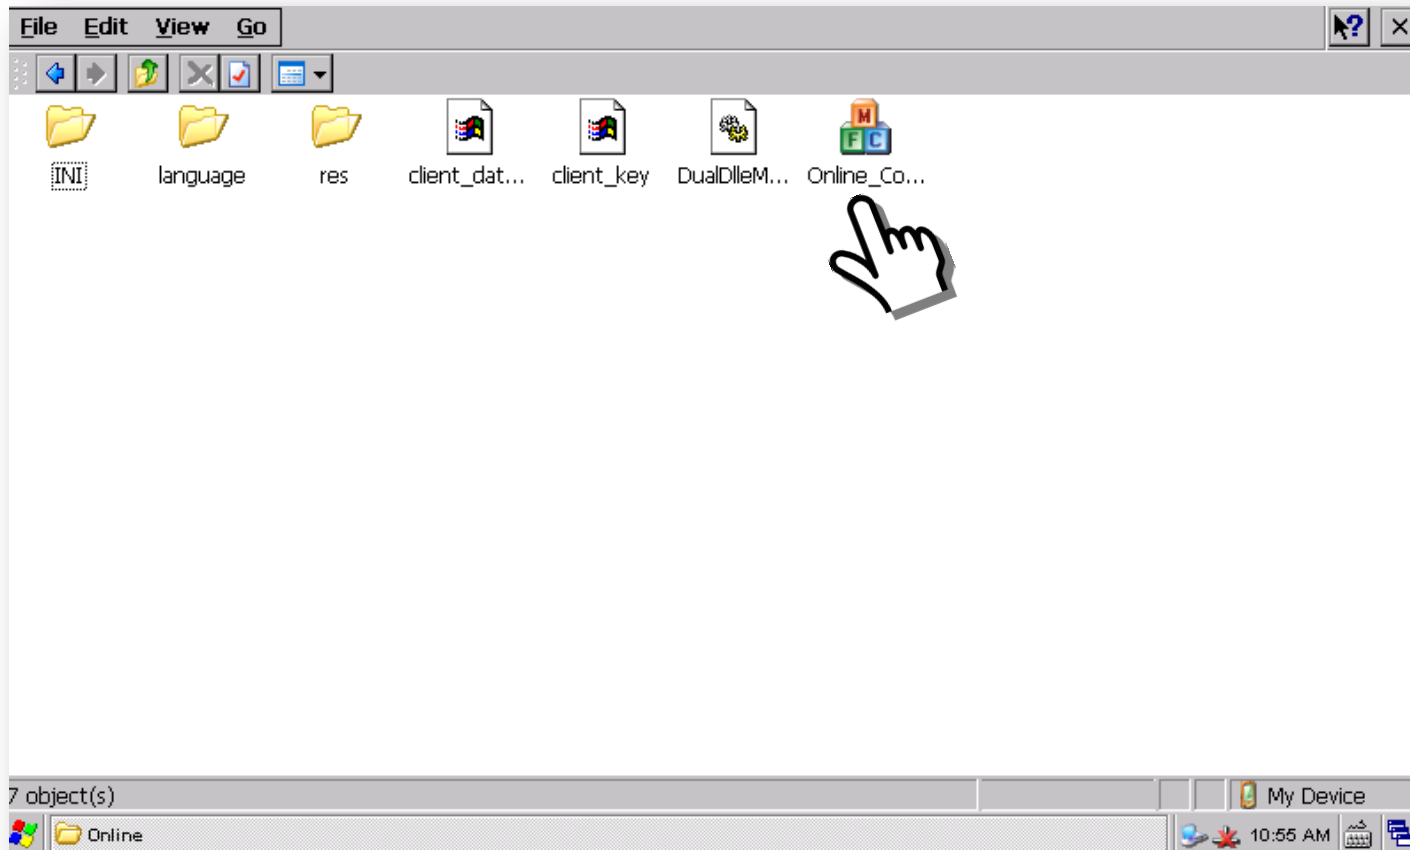 File Edit View Go
INI language res client_dat... client_key DualDlleM... Online_Co...
7 object(s) My Device
Online 10:55 AM